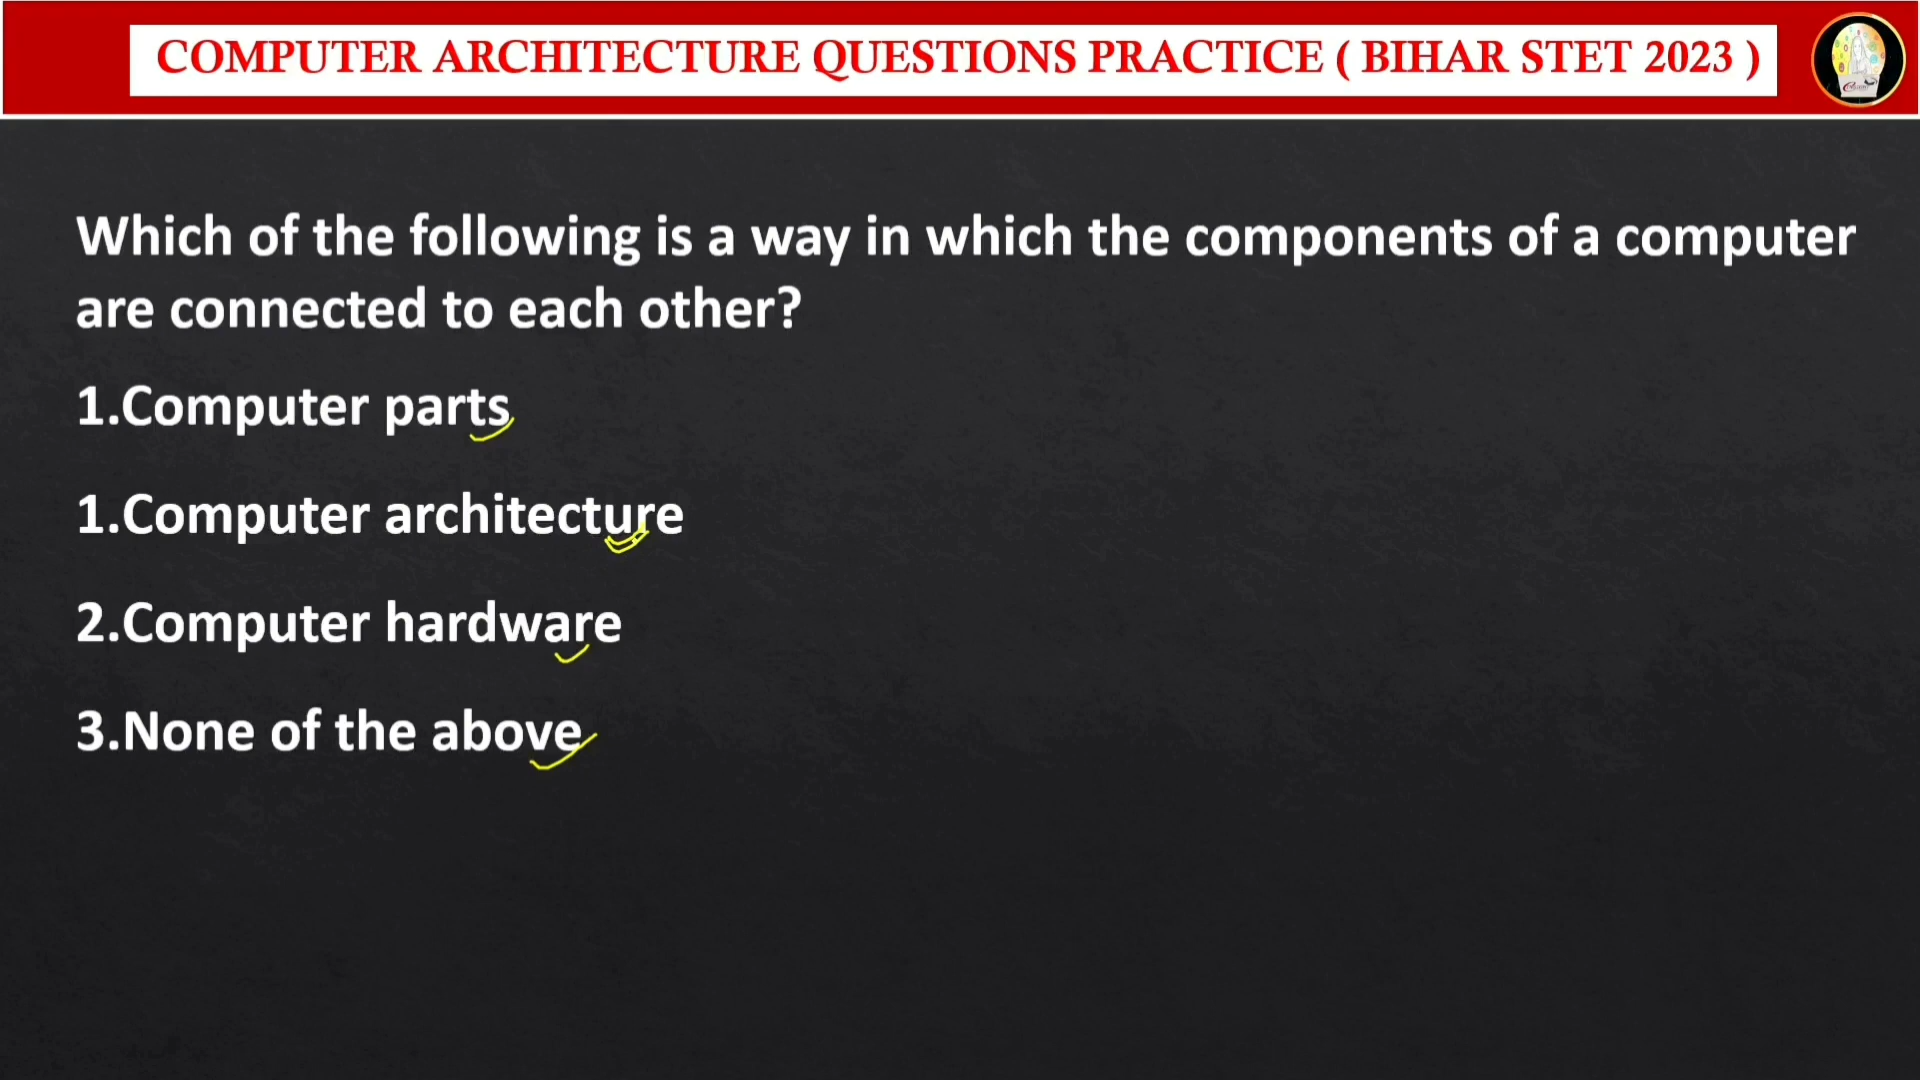 COMPUTER ARCHITECTURE QUESTIONS PRACTICE ( BIHAR STET 2023 )
Which of the following is a way in which the components of a computer
are connected to each other?
1.Computer parts
1.Computer architecture
2.Computer hardware
3.None of the above